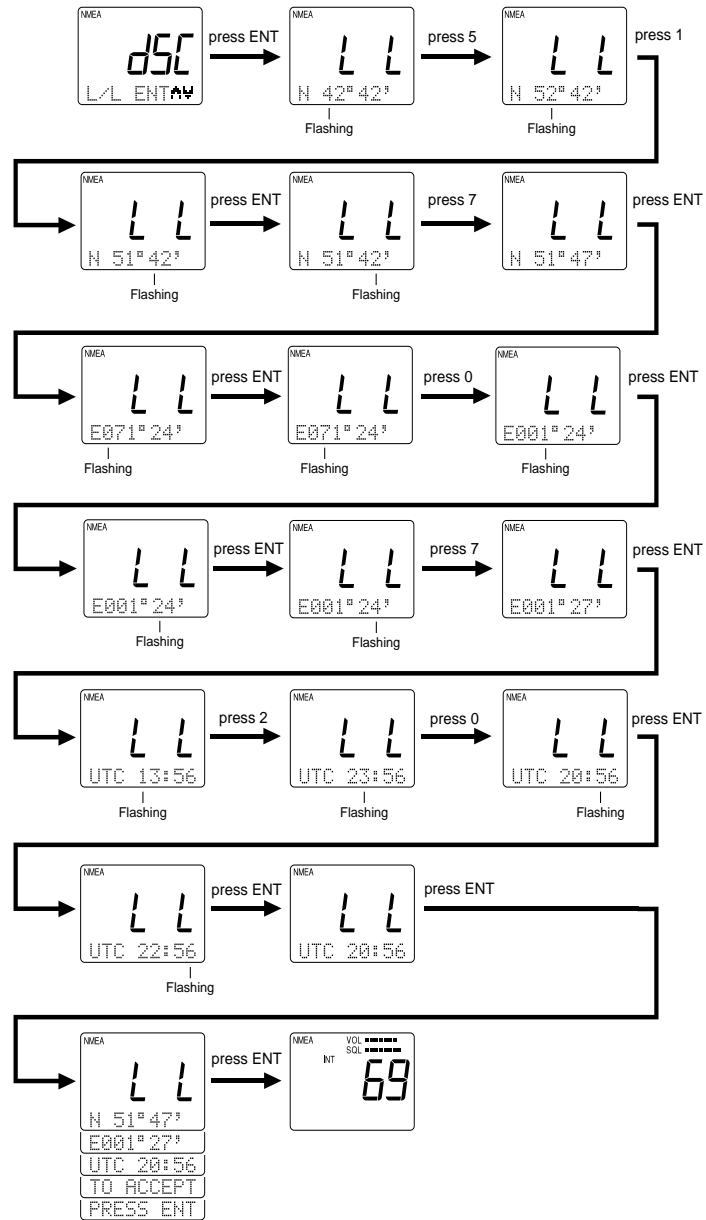 NMEA
dSC
L/L ENT
press ENT
NMEA
L L
N 42°42'
Flashing
press 5
NMEA
L L
N 52°42'
Flashing
press 1
NMEA
L L
N 51°42'
Flashing
press ENT
NMEA
L L
N 51°42'
Flashing
press 7
NMEA
L L
N 51°47'
press ENT
NMEA
L L
E071°24'
Flashing
press ENT
NMEA
L L
E071°24'
Flashing
press 0
NMEA
L L
E001°24'
Flashing
press ENT
NMEA
L L
E001°24'
Flashing
press ENT
NMEA
L L
E001°24'
Flashing
press 7
NMEA
L L
E001°27'
press ENT
NMEA
L L
UTC 13:56
Flashing
press 2
NMEA
L L
UTC 23:56
Flashing
press 0
NMEA
L L
UTC 20:56
Flashing
press ENT
NMEA
L L
UTC 22:56
Flashing
press ENT
NMEA
L L
UTC 20:56
press ENT
NMEA
L L
N 51°47'
E001°27'
UTC 20:56
TO ACCEPT
PRESS ENT
press ENT
NMEA
VOL
SQL
INT
69